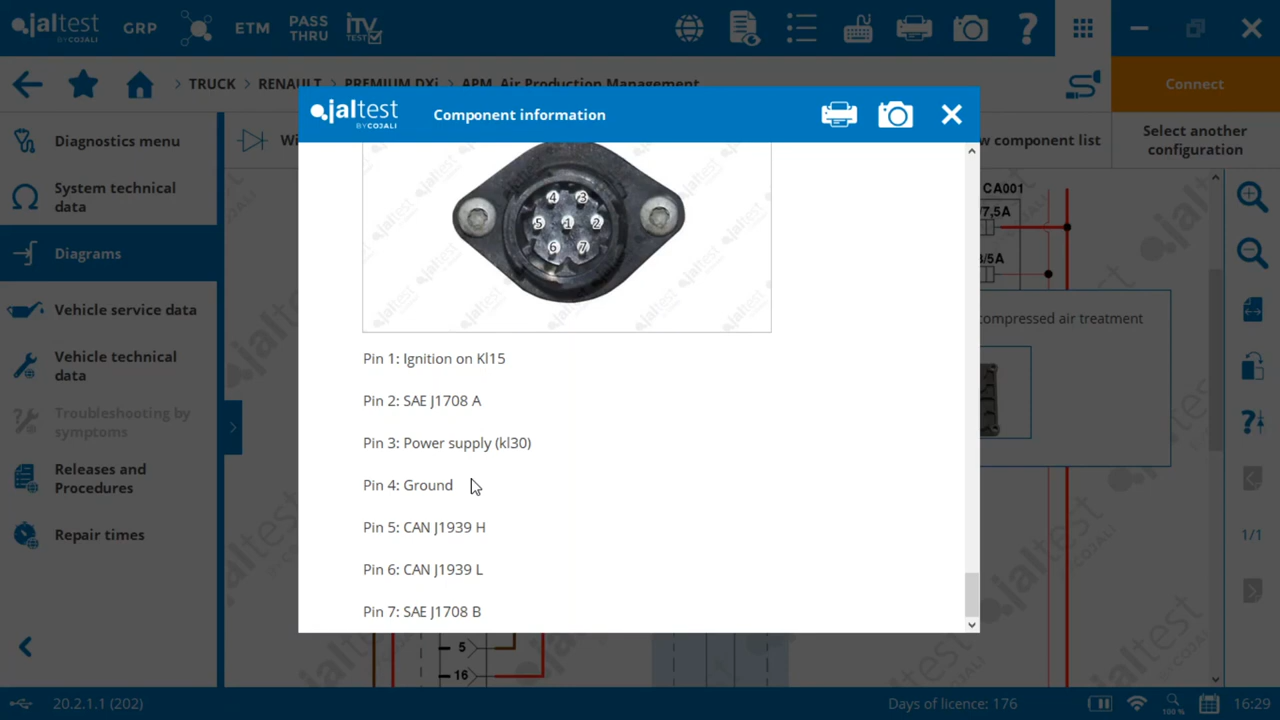 jaltest
BY COJALI
GRP
ETM
PASS
THRU
itv
TEST
TRUCK
RENAULT
PREMIUM DXi
APM, Air Production Management
Connect
jaltest
BY COJALI
Component information
Diagnostics menu
System technical
data
Diagrams
Vehicle service data
Vehicle technical
data
Troubleshooting by
symptoms
Releases and
Procedures
Repair times
Wi
w component list
Select another
configuration
4 3
5 1 2
6 7
Pin 1: Ignition on Kl15
Pin 2: SAE J1708 A
Pin 3: Power supply (kl30)
Pin 4: Ground
Pin 5: CAN J1939 H
Pin 6: CAN J1939 L
Pin 7: SAE J1708 B
CA001
/7,5A
/5A
compressed air treatment
1/1
5
16
20.2.1.1 (202)
Days of licence: 176
100 %
16:29